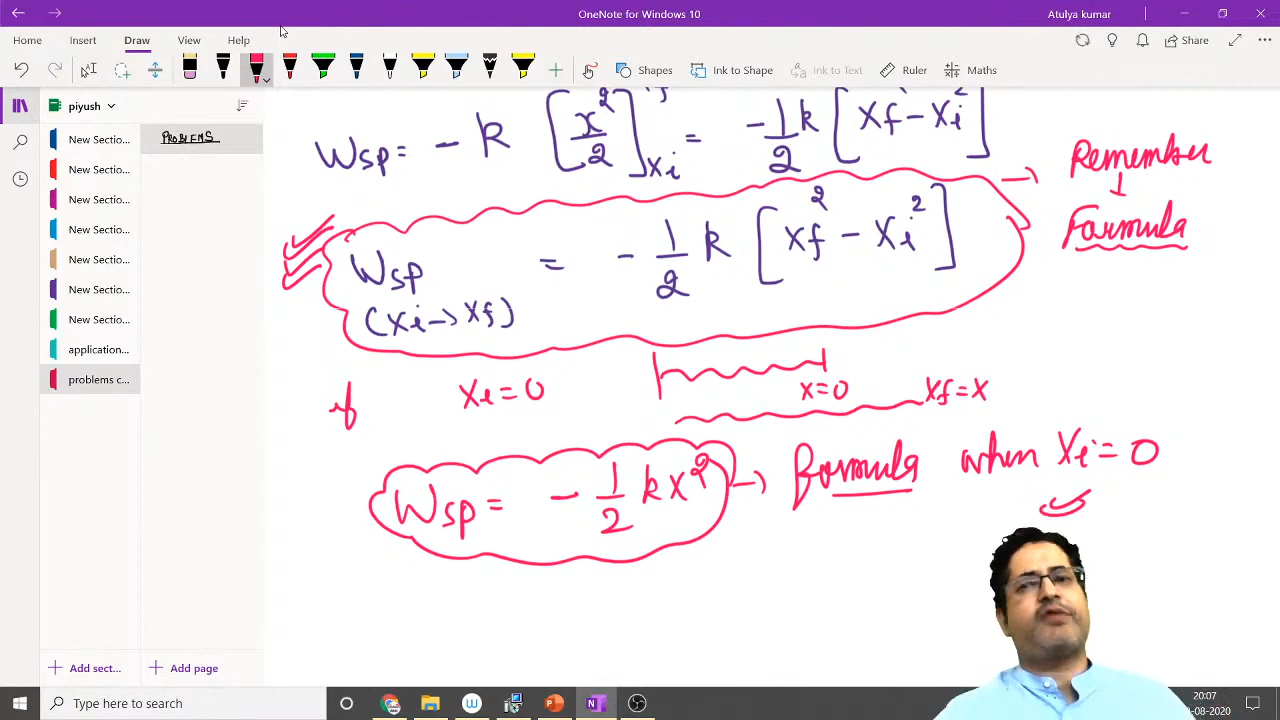 OneNote for Windows 10
Atulya kumar
Home Insert Draw View Help
Share
Shapes Ink to Shape Ink to Text Ruler Maths
piyush
New Sectio...
New Sectio...
New Sectio...
New Sectio...
New Sectio...
New Sectio...
New Sectio...
application...
problems c...
PROBLEMS
Wsp = - k [x²/2] xi = -1/2 k [xf - xi²]
Wsp = - 1/2 k [xf² - xi²]
(xi → xf)
→ Remember
↓
Formula
if xi = 0
x=0 xf = x
Wsp = - 1/2 kx² → formula when xi = 0
+ Add sect...
+ Add page
Type here to search
20:07
-08-2020